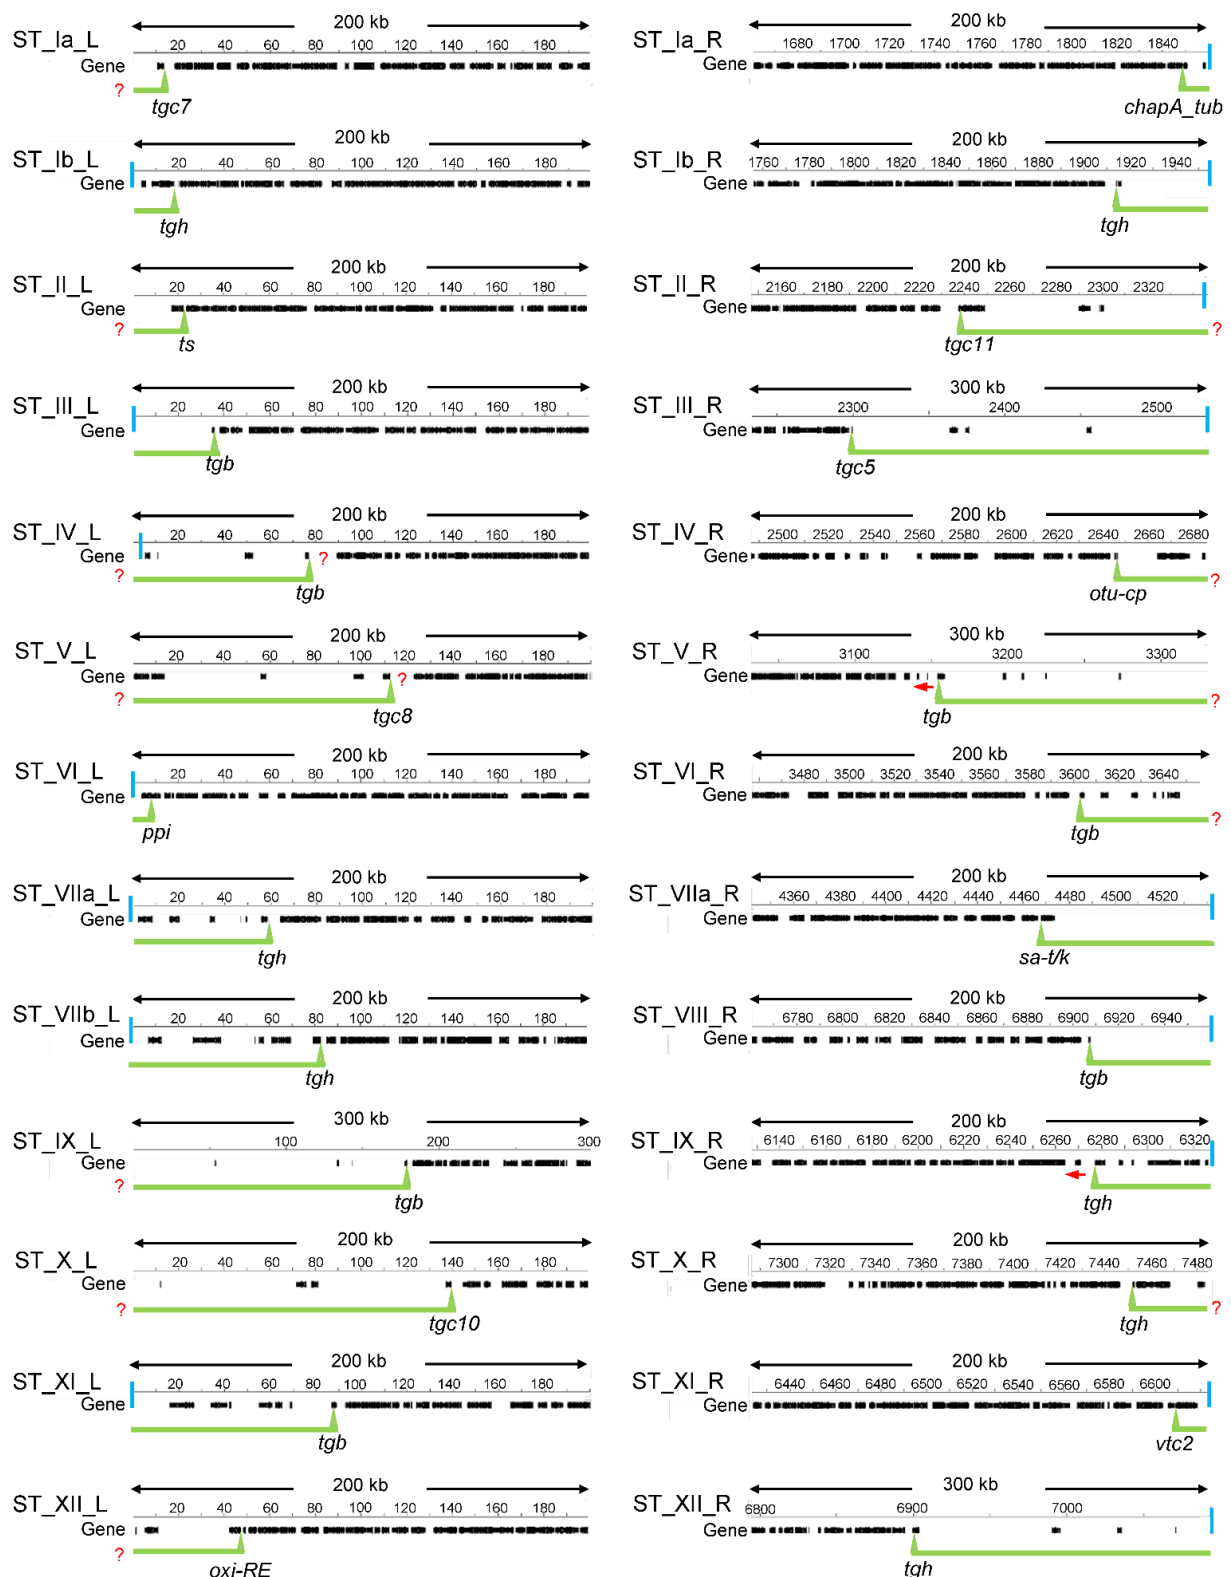 200 kb
ST_Ia_L
20 40 60 80 100 120 140 160 180
Gene
?
tgc7
200 kb
ST_Ia_R
1680 1700 1720 1740 1760 1780 1800 1820 1840
Gene
chapA_tub
200 kb
ST_Ib_L
20 40 60 80 100 120 140 160 180
Gene
tgh
200 kb
ST_Ib_R
1760 1780 1800 1820 1840 1860 1880 1900 1920 1940
Gene
tgh
200 kb
ST_II_L
20 40 60 80 100 120 140 160 180
Gene
?
ts
200 kb
ST_II_R
2160 2180 2200 2220 2240 2260 2280 2300 2320
Gene
?
tgc11
200 kb
ST_III_L
20 40 60 80 100 120 140 160 180
Gene
tgb
300 kb
ST_III_R
2300 2400 2500
Gene
tgc5
200 kb
ST_IV_L
20 40 60 80 100 120 140 160 180
Gene ?
?
tgb
200 kb
ST_IV_R
2500 2520 2540 2560 2580 2600 2620 2640 2660 2680
Gene
?
otu-cp
200 kb
ST_V_L
20 40 60 80 100 120 140 160 180
Gene ?
?
tgc8
300 kb
ST_V_R
3100 3200 3300
Gene
?
tgb
200 kb
ST_VI_L
20 40 60 80 100 120 140 160 180
Gene
ppi
200 kb
ST_VI_R
3480 3500 3520 3540 3560 3580 3600 3620 3640
Gene
?
tgb
200 kb
ST_VIIa_L
20 40 60 80 100 120 140 160 180
Gene
tgh
200 kb
ST_VIIa_R
4360 4380 4400 4420 4440 4460 4480 4500 4520
Gene
sa-t/k
200 kb
ST_VIIb_L
20 40 60 80 100 120 140 160 180
Gene
tgh
200 kb
ST_VIII_R
6780 6800 6820 6840 6860 6880 6900 6920 6940
Gene
tgb
300 kb
ST_IX_L
100 200 300
Gene
?
tgb
200 kb
ST_IX_R
6140 6160 6180 6200 6220 6240 6260 6280 6300 6320
Gene
tgh
200 kb
ST_X_L
20 40 60 80 100 120 140 160 180
Gene
?
tgc10
200 kb
ST_X_R
7300 7320 7340 7360 7380 7400 7420 7440 7460 7480
Gene
?
tgh
200 kb
ST_XI_L
20 40 60 80 100 120 140 160 180
Gene
tgb
200 kb
ST_XI_R
6440 6460 6480 6500 6520 6540 6560 6580 6600
Gene
vtc2
200 kb
ST_XII_L
20 40 60 80 100 120 140 160 180
Gene
?
oxi-RE
300 kb
ST_XII_R
6800 6900 7000
Gene
tgh